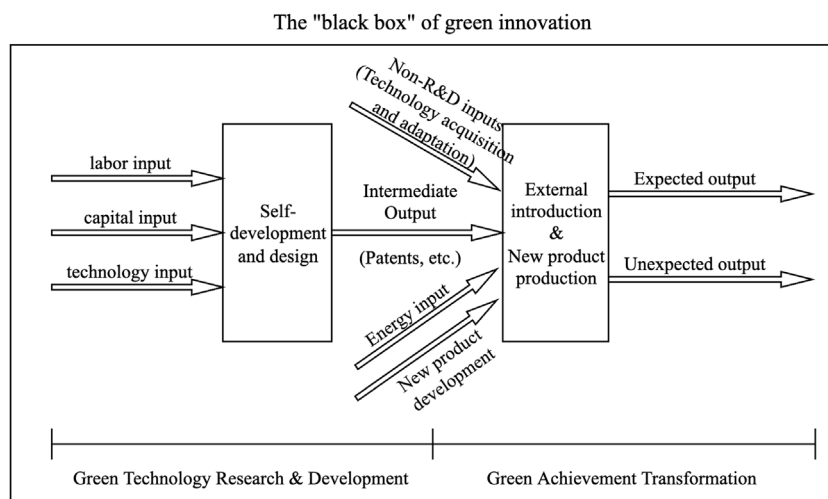 The "black box" of green innovation
labor input
capital input
technology input
Self-
development
and design
Non-R&D inputs
(Technology acquisition
and adaptation)
Intermediate
Output
(Patents, etc.)
Energy input
New product
development
External
introduction
&
New product
production
Expected output
Unexpected output
Green Technology Research & Development
Green Achievement Transformation